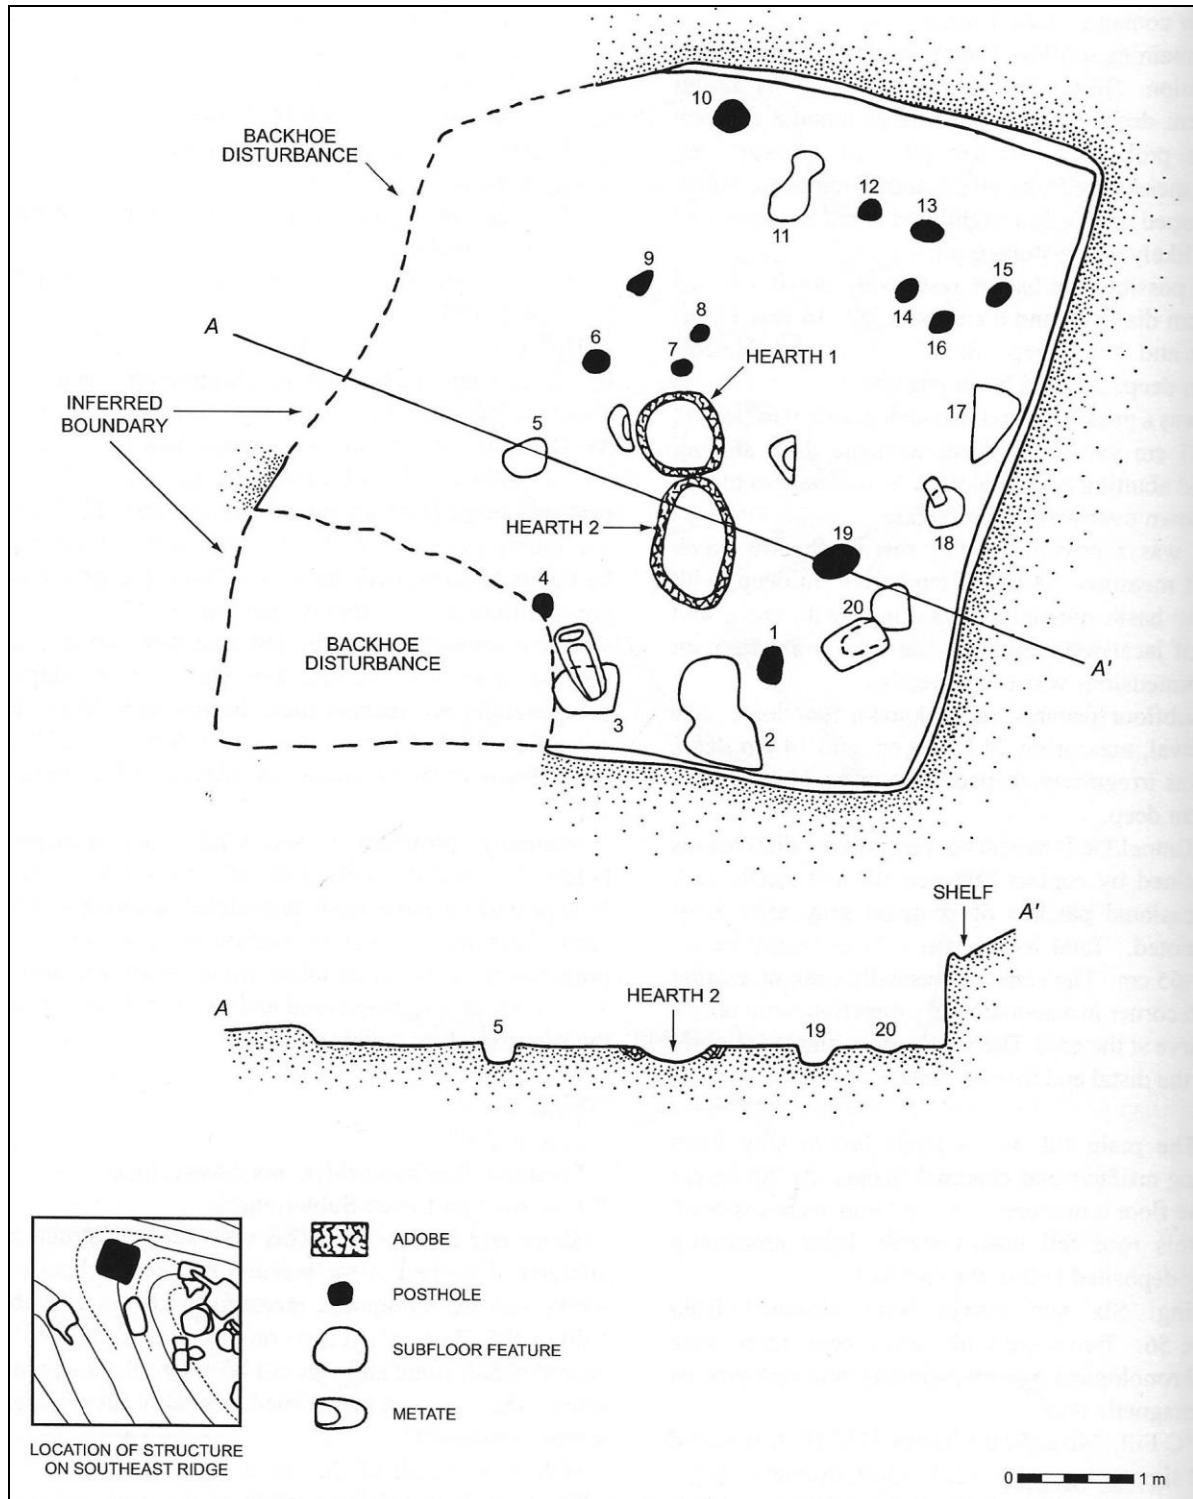 BACKHOE
DISTURBANCE
10
11
12
13
9
8
15
14
16
A
6
7
HEARTH 1
INFERRED
BOUNDARY
5
17
HEARTH 2
18
19
4
20
BACKHOE
DISTURBANCE
1
A'
3
2
SHELF
A'
A
HEARTH 2
5
19
20
ADOBE
POSTHOLE
SUBFLOOR FEATURE
METATE
LOCATION OF STRUCTURE
ON SOUTHEAST RIDGE
0 1 m